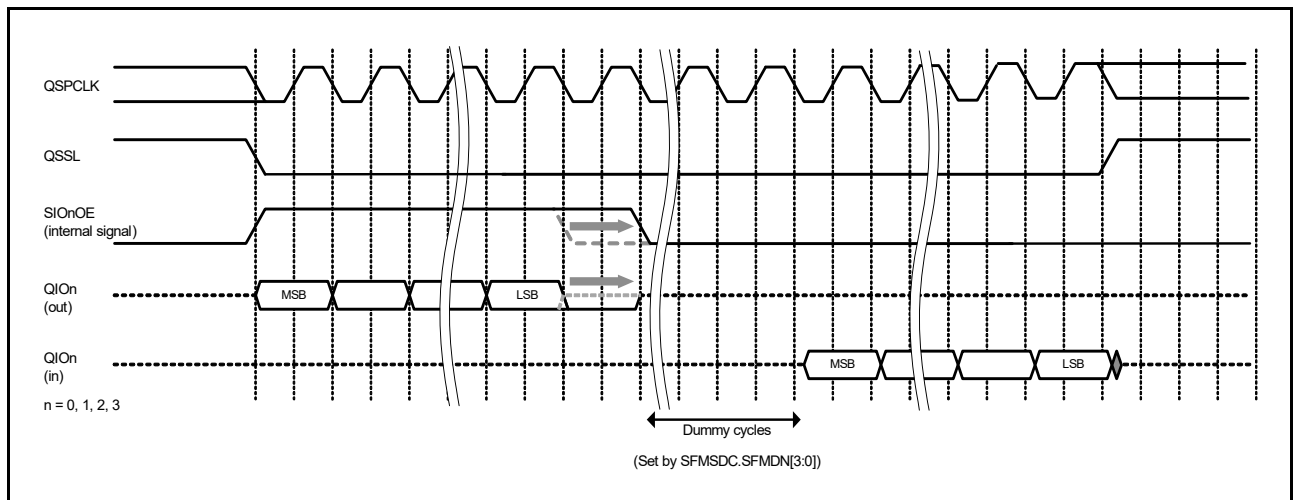 QSPCLK
QSSL
SIOnOE
(internal signal)
QIOn
(out)
MSB
LSB
QIOn
(in)
MSB
LSB
n = 0, 1, 2, 3
Dummy cycles
(Set by SFMSDC.SFMDN[3:0])